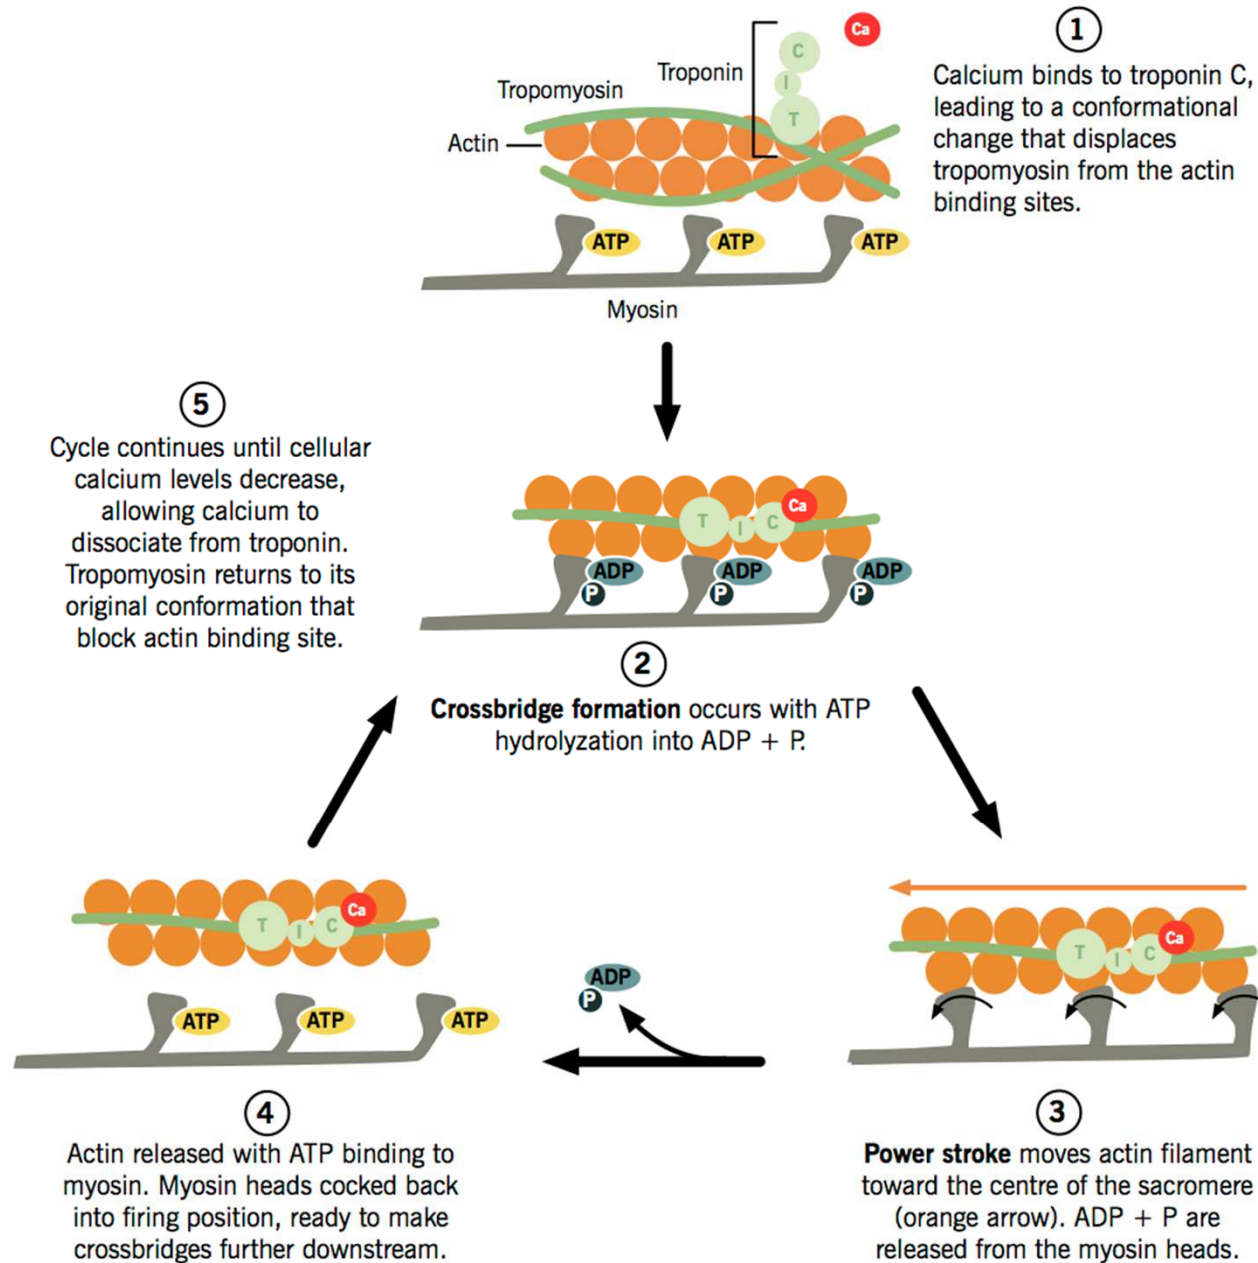 1
Ca
C
Troponin
I
Tropomyosin
T
Actin
Calcium binds to troponin C,
leading to a conformational
change that displaces
tropomyosin from the actin
binding sites.
ATP
ATP
ATP
Myosin
5
Cycle continues until cellular
calcium levels decrease,
allowing calcium to
dissociate from troponin.
Tropomyosin returns to its
original conformation that
block actin binding site.
T
I
C
Ca
ADP
P
ADP
P
ADP
P
2
Crossbridge formation occurs with ATP
hydrolyzation into ADP + P.
T
I
C
Ca
3
Power stroke moves actin filament
toward the centre of the sacromere
(orange arrow). ADP + P are
released from the myosin heads.
ADP
P
T
I
C
Ca
ATP
ATP
ATP
4
Actin released with ATP binding to
myosin. Myosin heads cocked back
into firing position, ready to make
crossbridges further downstream.